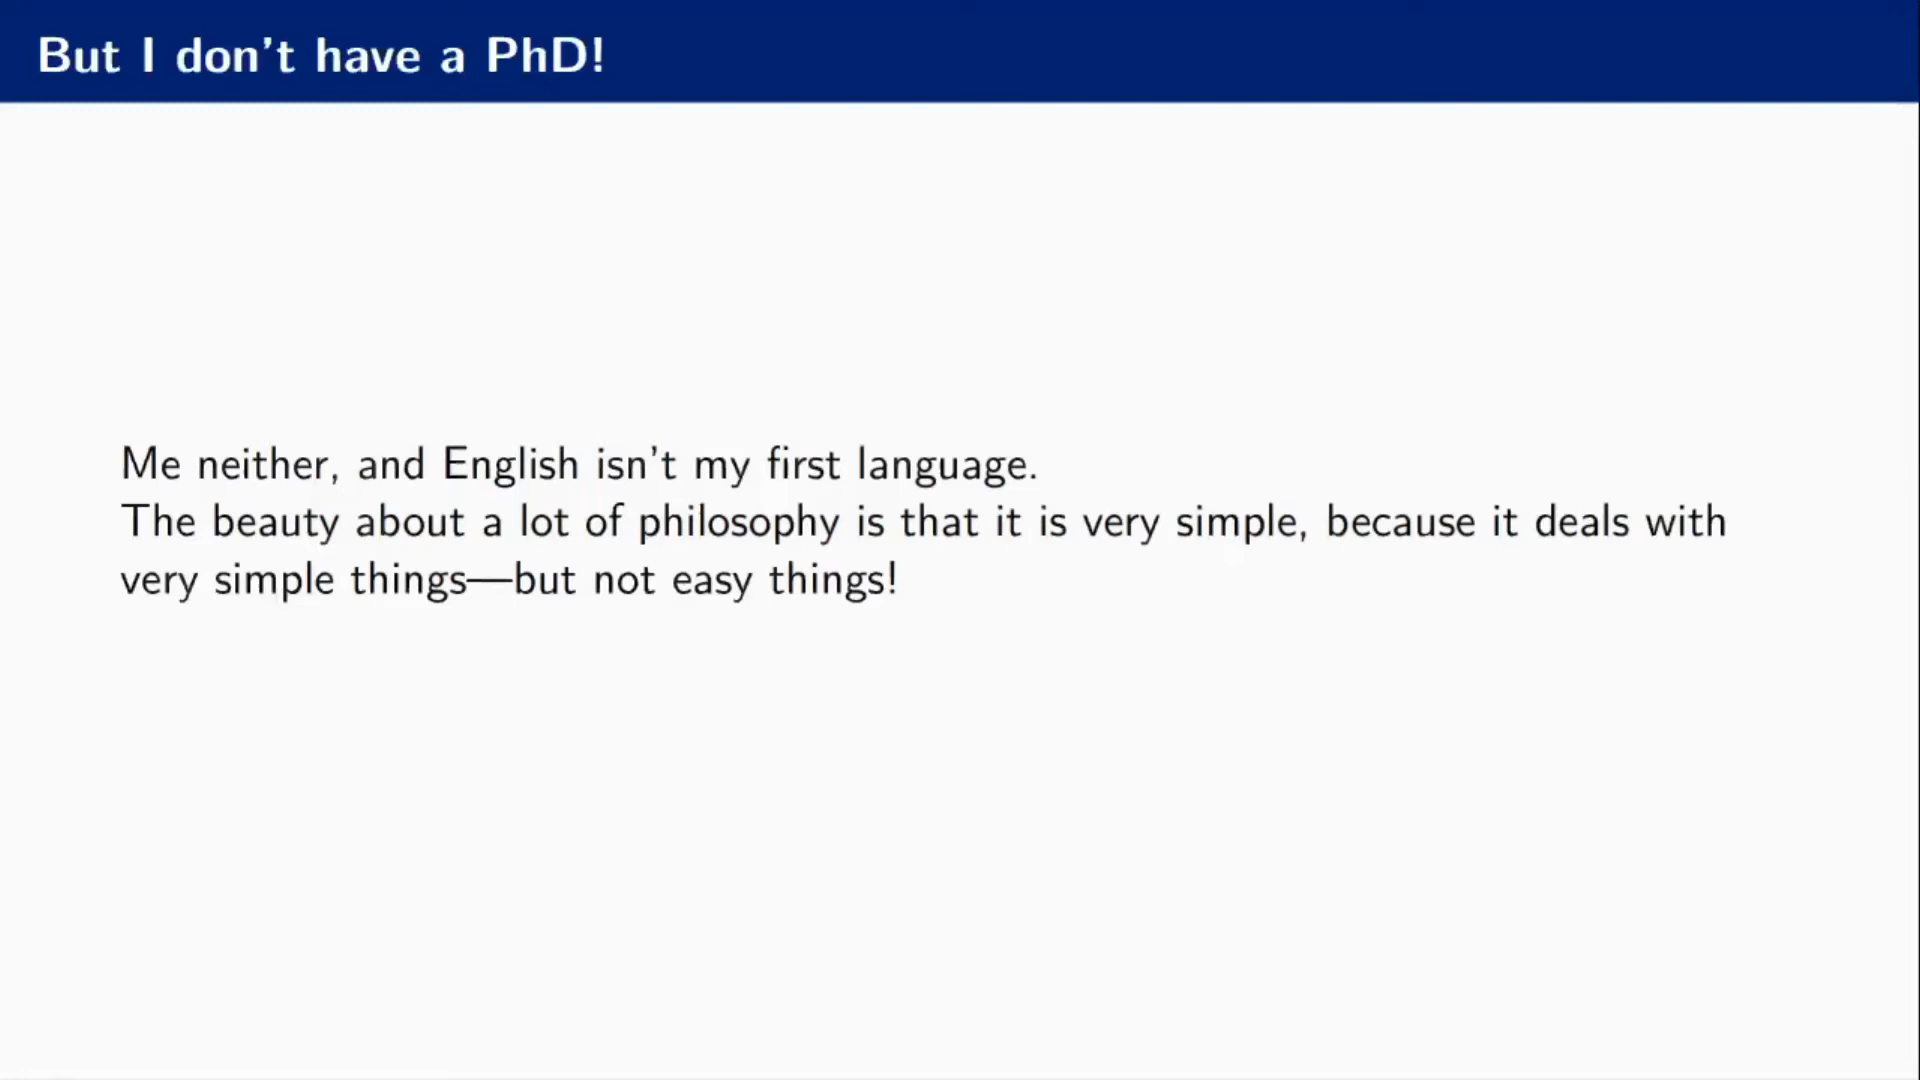 But I don't have a PhD!
Me neither, and English isn't my first language.
The beauty about a lot of philosophy is that it is very simple, because it deals with
very simple things—but not easy things!